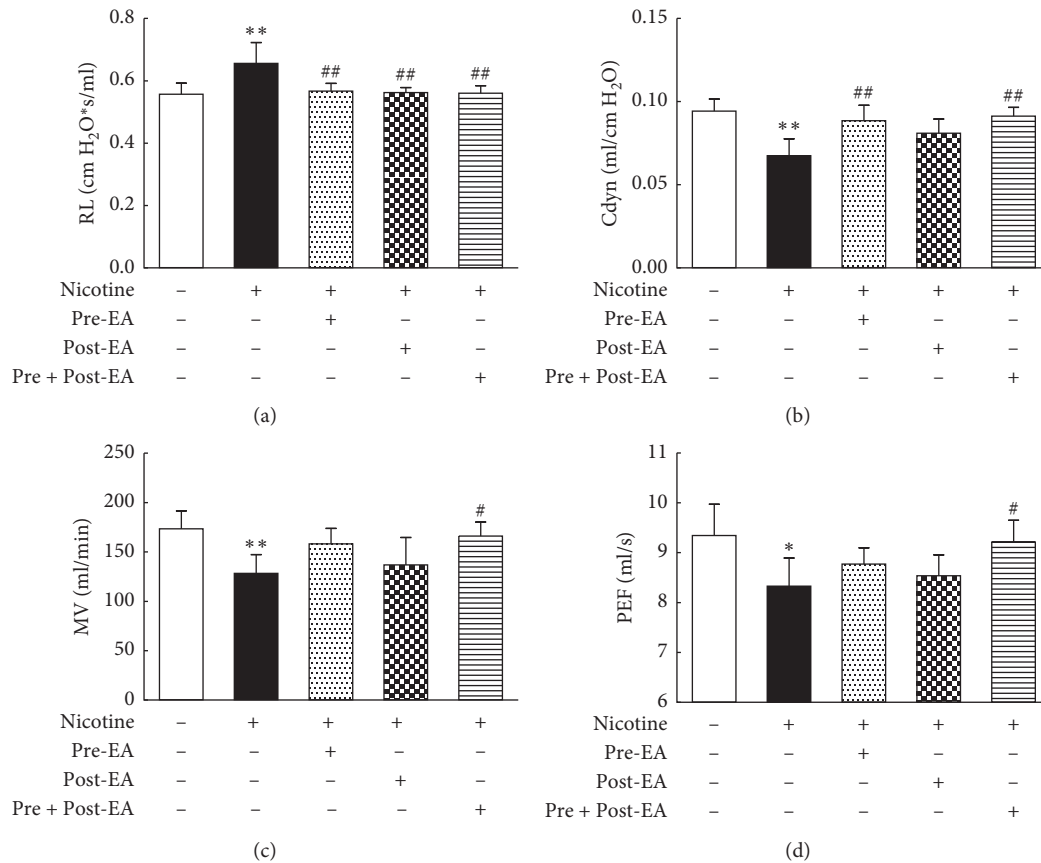 0.8
0.6
0.4
0.2
0.0
RL (cm H₂O*s/ml)
**
##
##
##
Nicotine – + + + +
Pre-EA – – + – –
Post-EA – – – + –
Pre + Post-EA – – – – +
(a)
0.15
0.10
0.05
0.00
Cdyn (ml/cm H₂O)
**
##
##
Nicotine – + + + +
Pre-EA – – + – –
Post-EA – – – + –
Pre + Post-EA – – – – +
(b)
250
200
150
100
50
0
MV (ml/min)
**
#
Nicotine – + + + +
Pre-EA – – + – –
Post-EA – – – + –
Pre + Post-EA – – – – +
(c)
11
10
9
8
7
6
PEF (ml/s)
*
#
Nicotine – + + + +
Pre-EA – – + – –
Post-EA – – – + –
Pre + Post-EA – – – – +
(d)